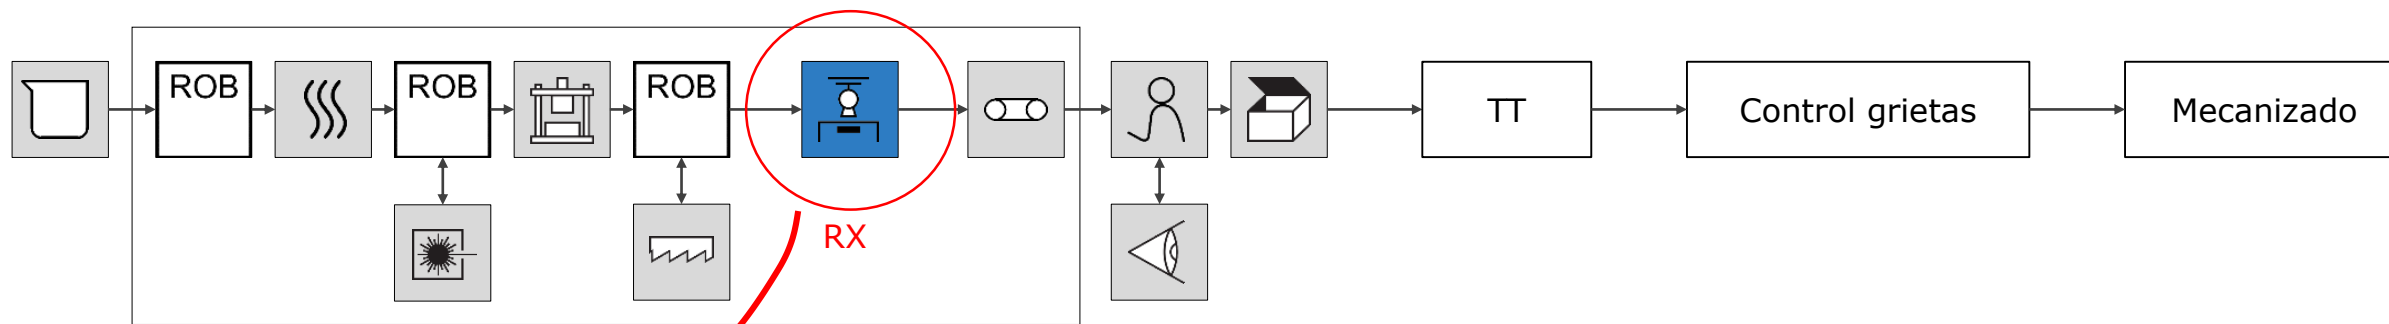 ROB
ROB
ROB
TT
Control grietas
Mecanizado
RX